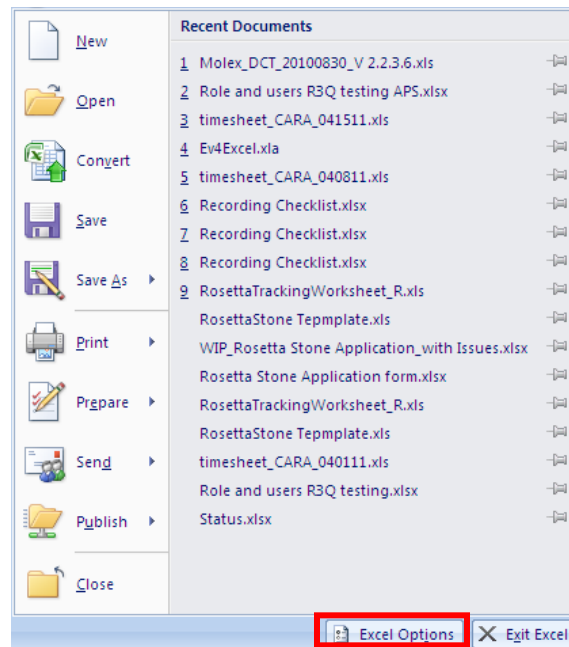 New
Open
Convert
Save
Save As
Print
Prepare
Send
Publish
Close
Recent Documents
1 Molex_DCT_20100830_V 2.2.3.6.xls
2 Role and users R3Q testing APS.xlsx
3 timesheet_CARA_041511.xls
4 Ev4Excel.xla
5 timesheet_CARA_040811.xls
6 Recording Checklist.xlsx
7 Recording Checklist.xlsx
8 Recording Checklist.xlsx
9 RosettaTrackingWorksheet_R.xls
RosettaStone Tepmplate.xls
WIP_Rosetta Stone Application_with Issues.xlsx
Rosetta Stone Application form.xlsx
RosettaTrackingWorksheet_R.xls
RosettaStone Tepmplate.xls
timesheet_CARA_040111.xls
Role and users R3Q testing.xlsx
Status.xlsx
Excel Options
Exit Excel